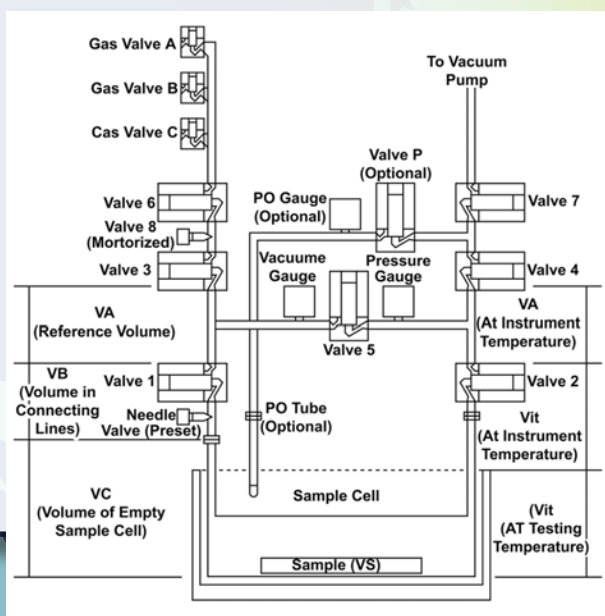 Gas Valve A
Gas Valve B
Cas Valve C
To Vacuum
Pump
Valve P
(Optional)
PO Gauge
(Optional)
Valve 6
Valve 7
Valve 8
(Mortorized)
Valve 3
Vacuume
Gauge
Pressure
Gauge
Valve 4
VA
(Reference Volume)
Valve 5
VA
(At Instrument
Temperature)
VB
(Volume in
Connecting
Lines)
Valve 1
Valve 2
Needle
Valve (Preset)
PO Tube
(Optional)
Vit
(At Instrument
Temperature)
VC
(Volume of Empty
Sample Cell)
Sample Cell
(Vit
(AT Testing
Temperature)
Sample (VS)